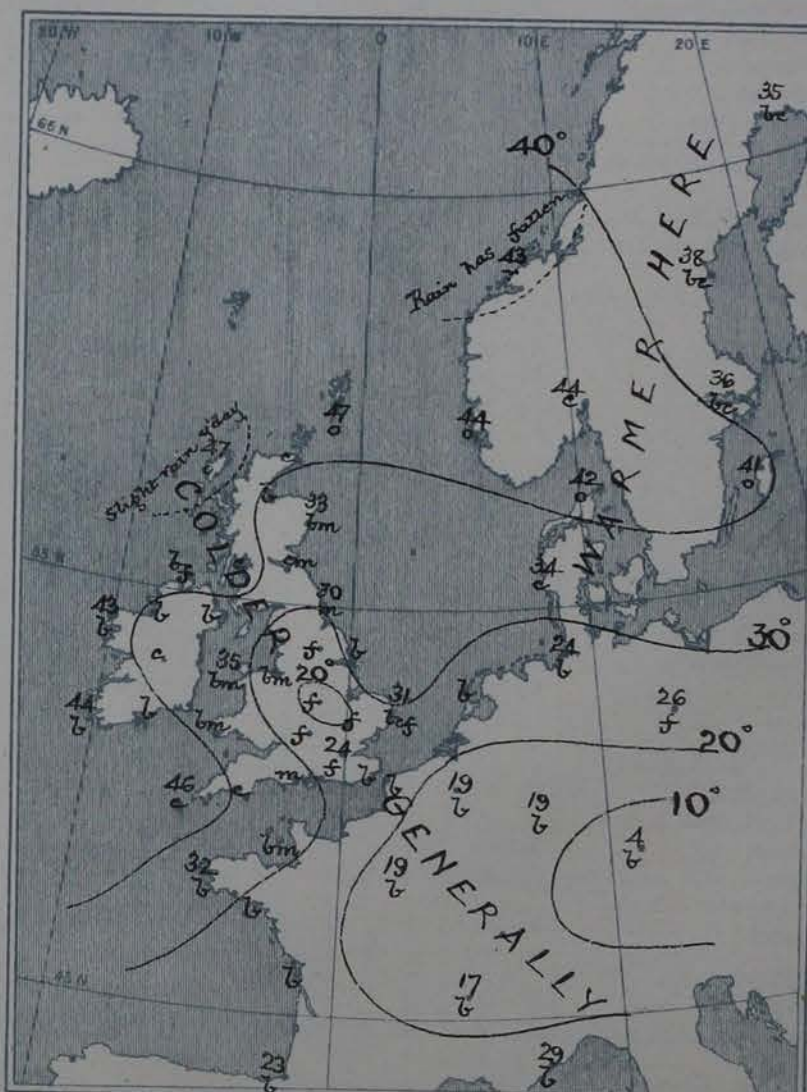 20/W
10/W
0
10 E
20 E
65 N
35
bc
40°
Rain has fallen
43
b
38
bc
WARMER HERE
36
bc
44
c
47
o
44
o
41
o
42
o
slight rain y'day
47
c
c
b
33
bm
cm
COLDER
55 N
34
c
b
f
43
b
b
b
30
m
30°
c
35
bm
bm
f
b
20°
f
f
31
bcf
b
24
b
26
f
44
b
b
bm
f
24
f
20°
46
c
c
m
b
b
10°
19
b
19
b
4
b
GENERALLY
bm
32
b
b
19
b
45 N
b
17
b
23
b
29
b